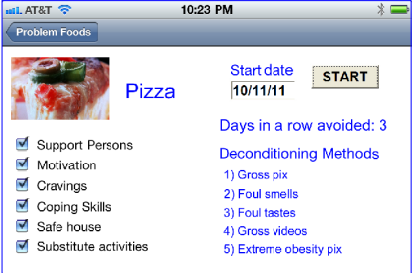 AT&T 10:23 PM
Problem Foods
Pizza
Start date
10/11/11
START
Days in a row avoided: 3
Support Persons
Motivation
Cravings
Coping Skills
Safe house
Substitute activities
Deconditioning Methods
1) Gross pix
2) Foul smells
3) Foul tastes
4) Gross videos
5) Extreme obesity pix